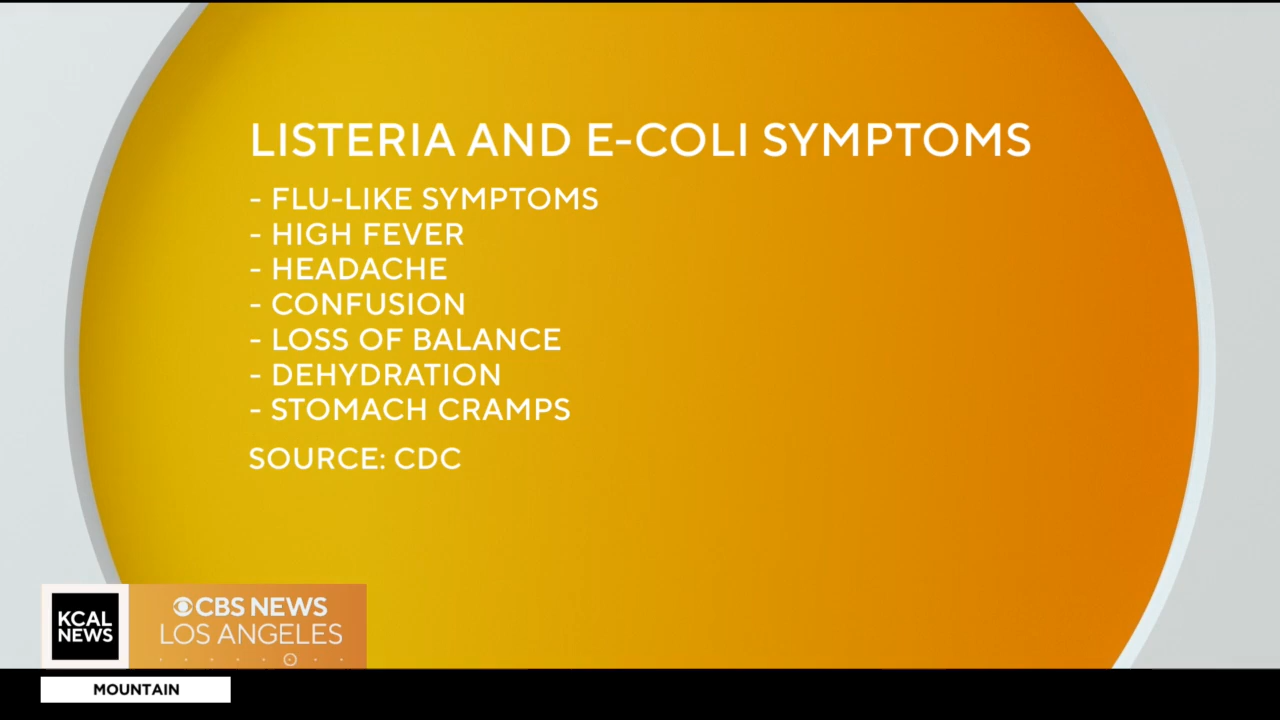 LISTERIA AND E-COLI SYMPTOMS
- FLU-LIKE SYMPTOMS
- HIGH FEVER
- HEADACHE
- CONFUSION
- LOSS OF BALANCE
- DEHYDRATION
- STOMACH CRAMPS
SOURCE: CDC
KCAL
NEWS
CBS NEWS
LOS ANGELES
MOUNTAIN